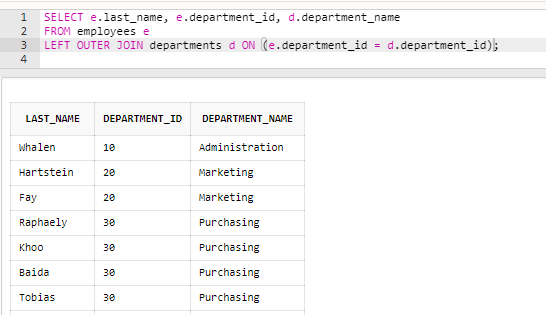 1 SELECT e.last_name, e.department_id, d.department_name
2 FROM employees e
3 LEFT OUTER JOIN departments d ON (e.department_id = d.department_id);
4
LAST_NAME DEPARTMENT_ID DEPARTMENT_NAME
Whalen 10 Administration
Hartstein 20 Marketing
Fay 20 Marketing
Raphaely 30 Purchasing
Khoo 30 Purchasing
Baida 30 Purchasing
Tobias 30 Purchasing